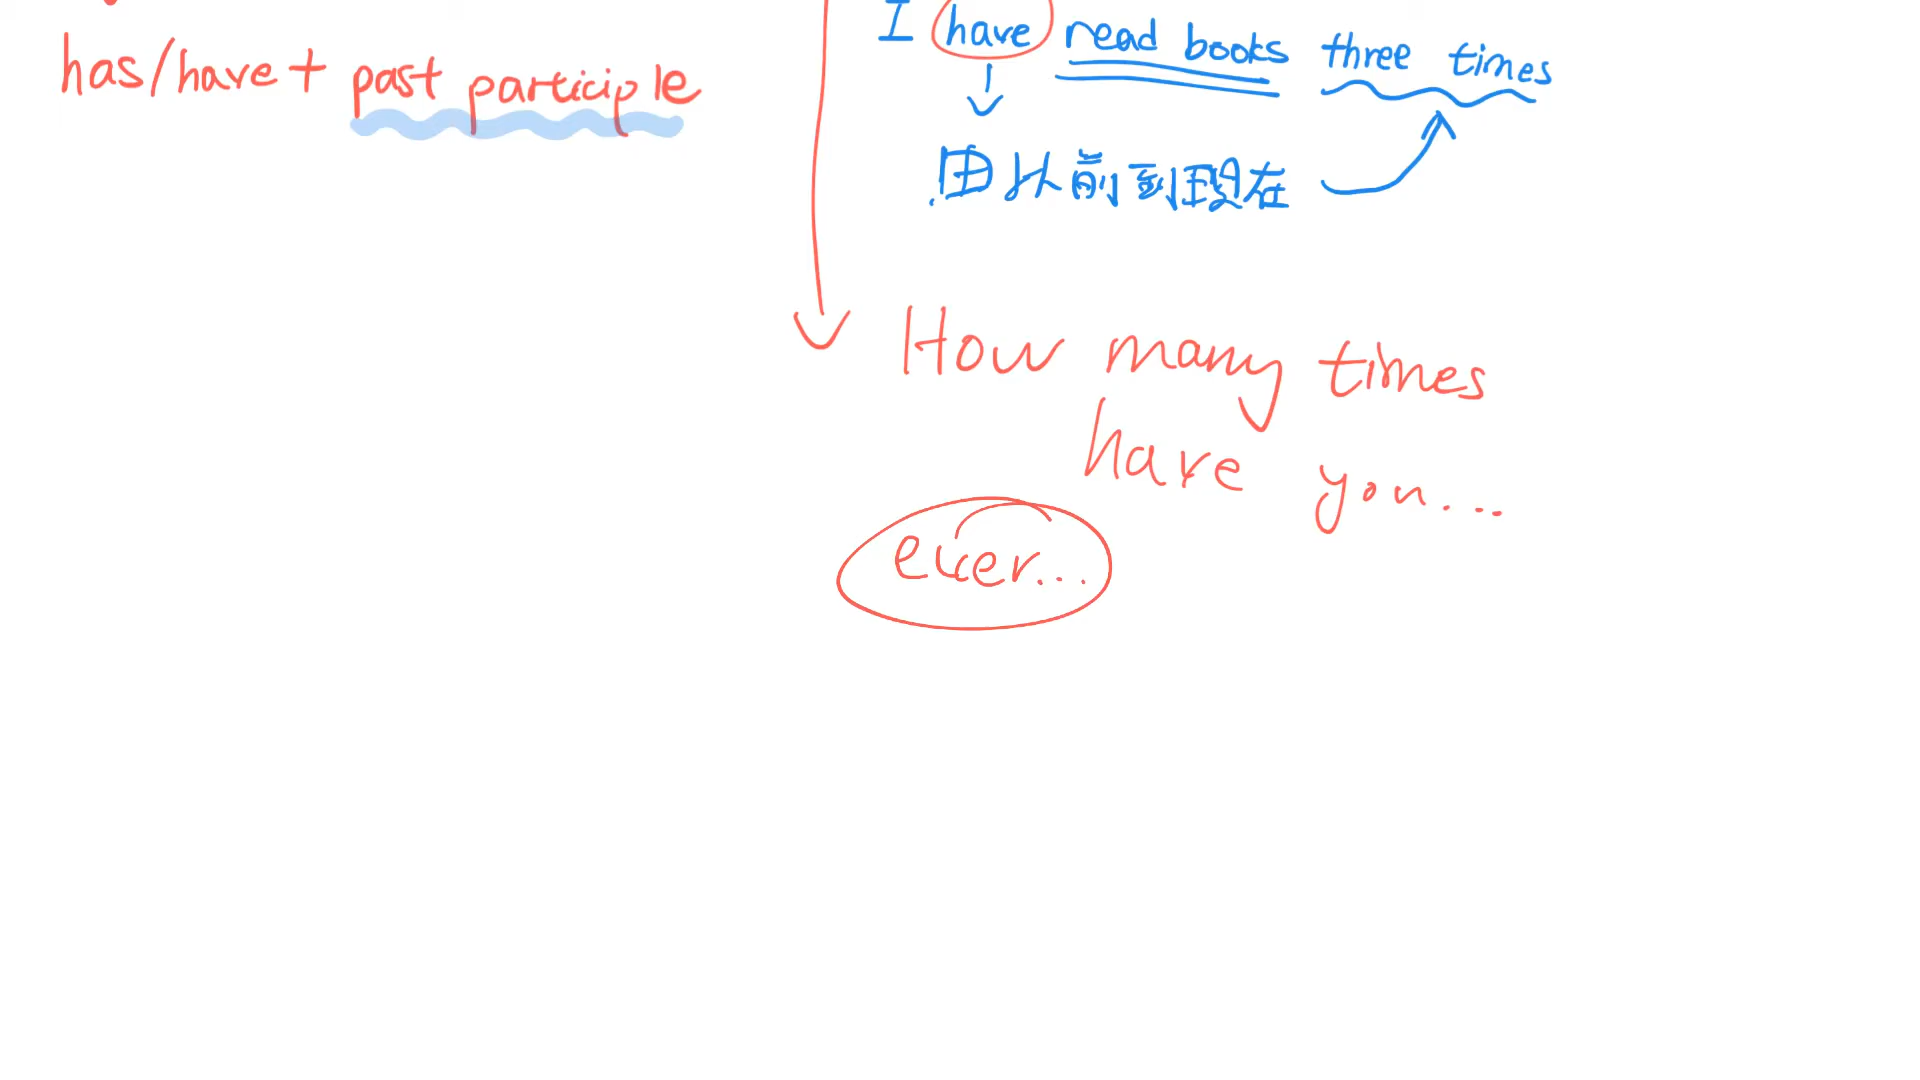 has/have + past participle
I have read books three times
由从前到现在
How many times
have you...
ever...